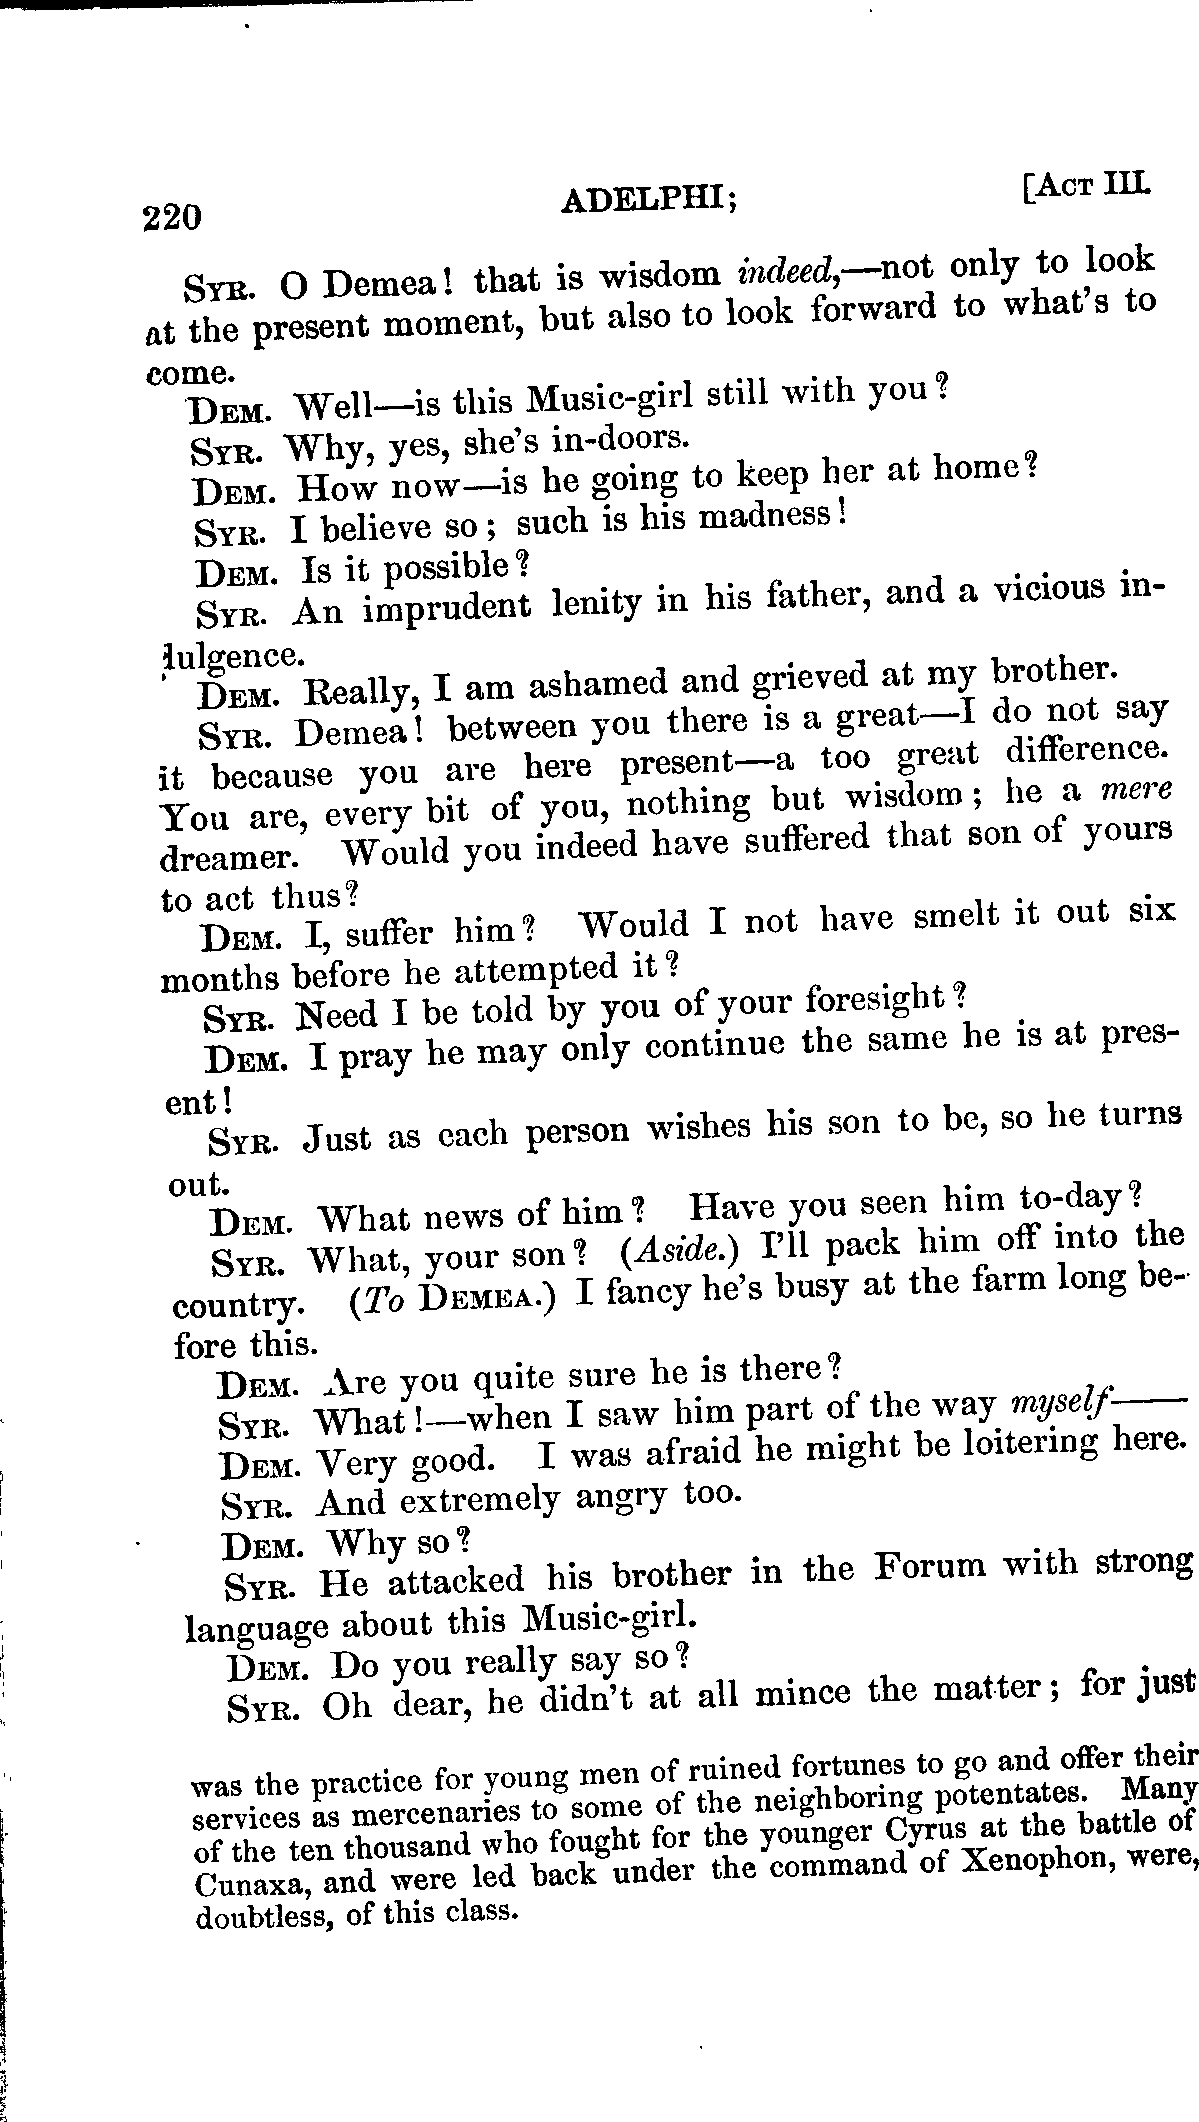 220 ADELPHI; [ACT III.
SYR. O Demea! that is wisdom indeed,—not only to look
at the present moment, but also to look forward to what's to
come.
DEM. Well—is this Music-girl still with you?
SYR. Why, yes, she's in-doors.
DEM. How now—is he going to keep her at home?
SYR. I believe so; such is his madness!
DEM. Is it possible?
SYR. An imprudent lenity in his father, and a vicious in-
dulgence.
DEM. Really, I am ashamed and grieved at my brother.
SYR. Demea! between you there is a great—I do not say
it because you are here present—a too great difference.
You are, every bit of you, nothing but wisdom; he a mere
dreamer. Would you indeed have suffered that son of yours
to act thus?
DEM. I, suffer him? Would I not have smelt it out six
months before he attempted it?
SYR. Need I be told by you of your foresight?
DEM. I pray he may only continue the same he is at pres-
ent!
SYR. Just as each person wishes his son to be, so he turns
out.
DEM. What news of him? Have you seen him to-day?
SYR. What, your son? (Aside.) I'll pack him off into the
country. (To DEMEA.) I fancy he's busy at the farm long be-
fore this.
DEM. Are you quite sure he is there?
SYR. What!—when I saw him part of the way myself——
DEM. Very good. I was afraid he might be loitering here.
SYR. And extremely angry too.
DEM. Why so?
SYR. He attacked his brother in the Forum with strong
language about this Music-girl.
DEM. Do you really say so?
SYR. Oh dear, he didn't at all mince the matter; for just
was the practice for young men of ruined fortunes to go and offer their
services as mercenaries to some of the neighboring potentates. Many
of the ten thousand who fought for the younger Cyrus at the battle of
Cunaxa, and were led back under the command of Xenophon, were,
doubtless, of this class.